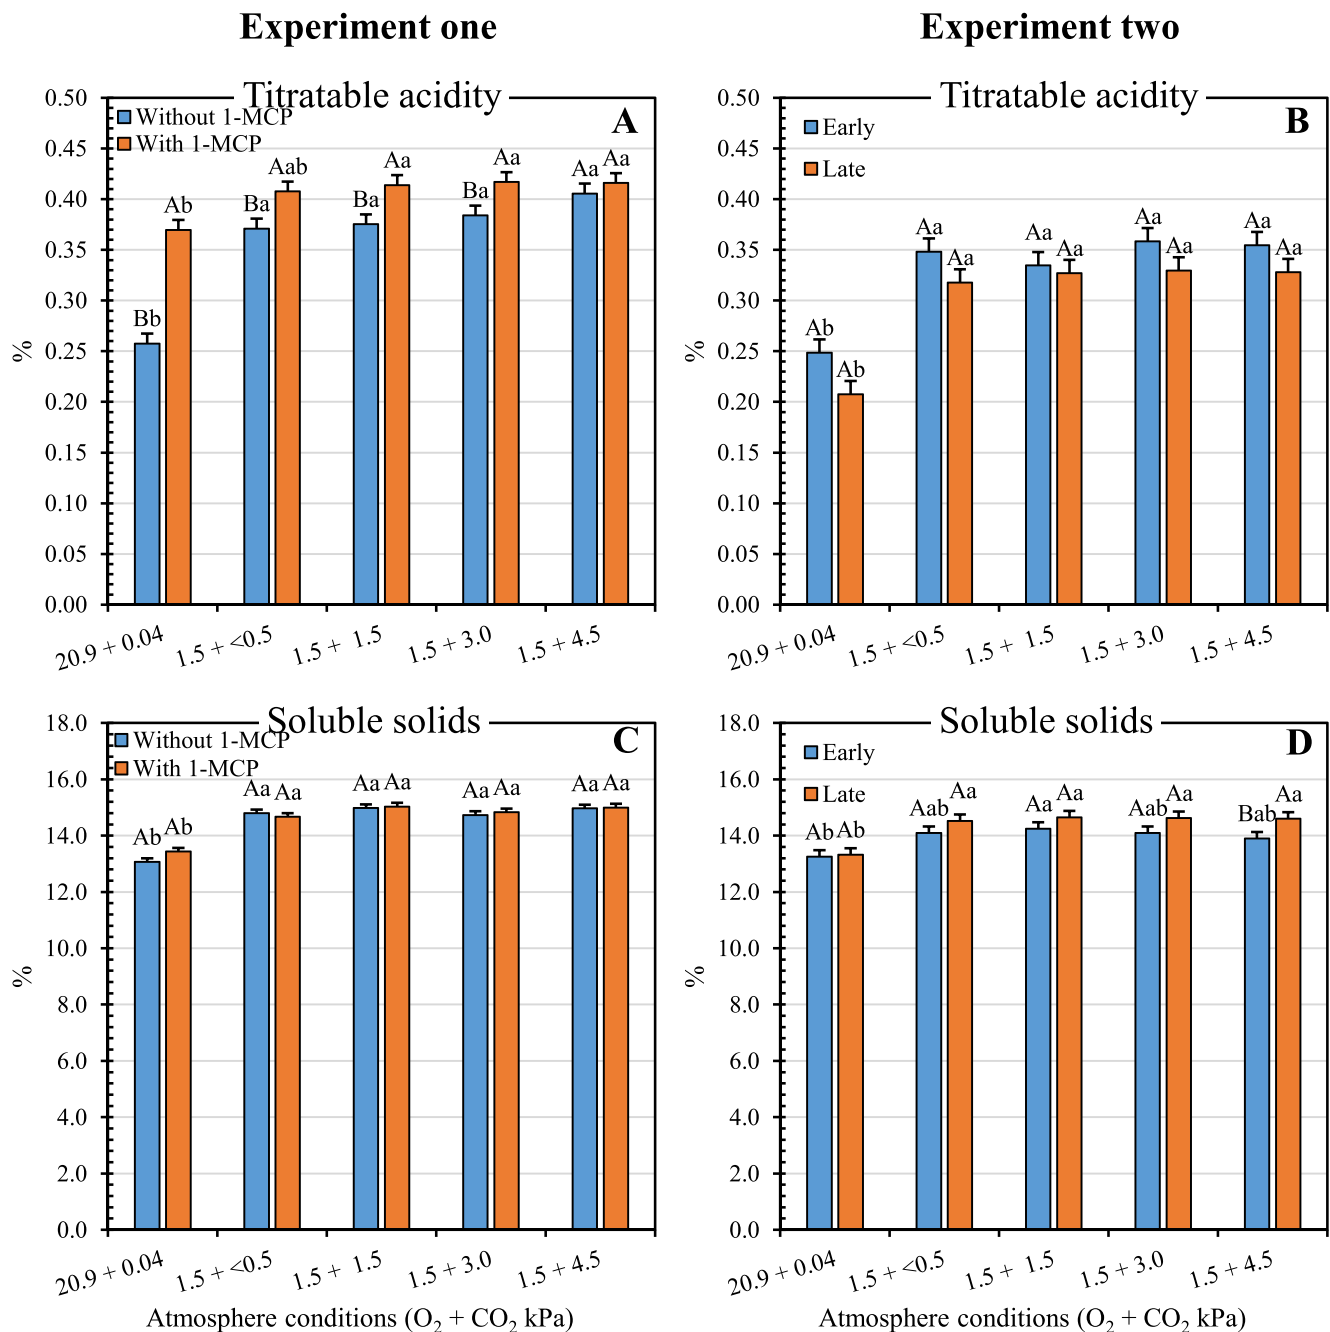 Experiment one
Experiment two
Titratable acidity
A
Without 1-MCP
With 1-MCP
0.50
0.45
0.40
0.35
0.30
0.25
0.20
0.15
0.10
0.05
0.00
%
Bb Ab Ba Aab Ba Aa Ba Aa Aa Aa
20.9 + 0.04 1.5 + <0.5 1.5 + 1.5 1.5 + 3.0 1.5 + 4.5
Titratable acidity
B
Early
Late
0.50
0.45
0.40
0.35
0.30
0.25
0.20
0.15
0.10
0.05
0.00
%
Ab Ab Aa Aa Aa Aa Aa Aa Aa Aa
20.9 + 0.04 1.5 + <0.5 1.5 + 1.5 1.5 + 3.0 1.5 + 4.5
Soluble solids
C
Without 1-MCP
With 1-MCP
18.0
16.0
14.0
12.0
10.0
8.0
6.0
4.0
2.0
0.0
%
Ab Ab Aa Aa Aa Aa Aa Aa Aa Aa
20.9 + 0.04 1.5 + <0.5 1.5 + 1.5 1.5 + 3.0 1.5 + 4.5
Atmosphere conditions (O₂ + CO₂ kPa)
Soluble solids
D
Early
Late
18.0
16.0
14.0
12.0
10.0
8.0
6.0
4.0
2.0
0.0
%
Ab Ab Aab Aa Aa Aa Aab Aa Bab Aa
20.9 + 0.04 1.5 + <0.5 1.5 + 1.5 1.5 + 3.0 1.5 + 4.5
Atmosphere conditions (O₂ + CO₂ kPa)